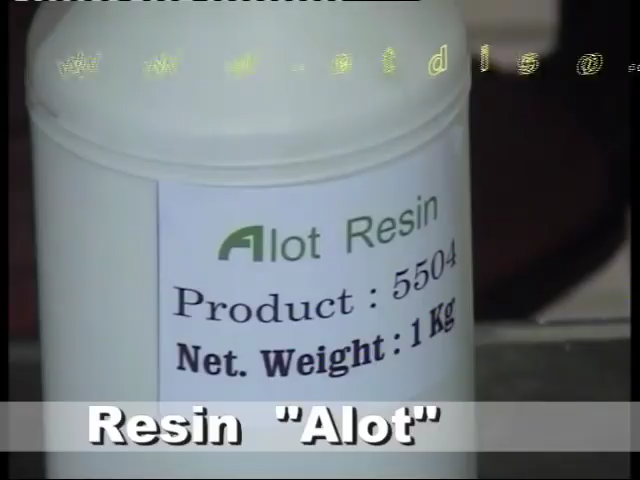 Alot Resin
Product : 5504
Net. Weight : 1 Kg
Resin "Alot"